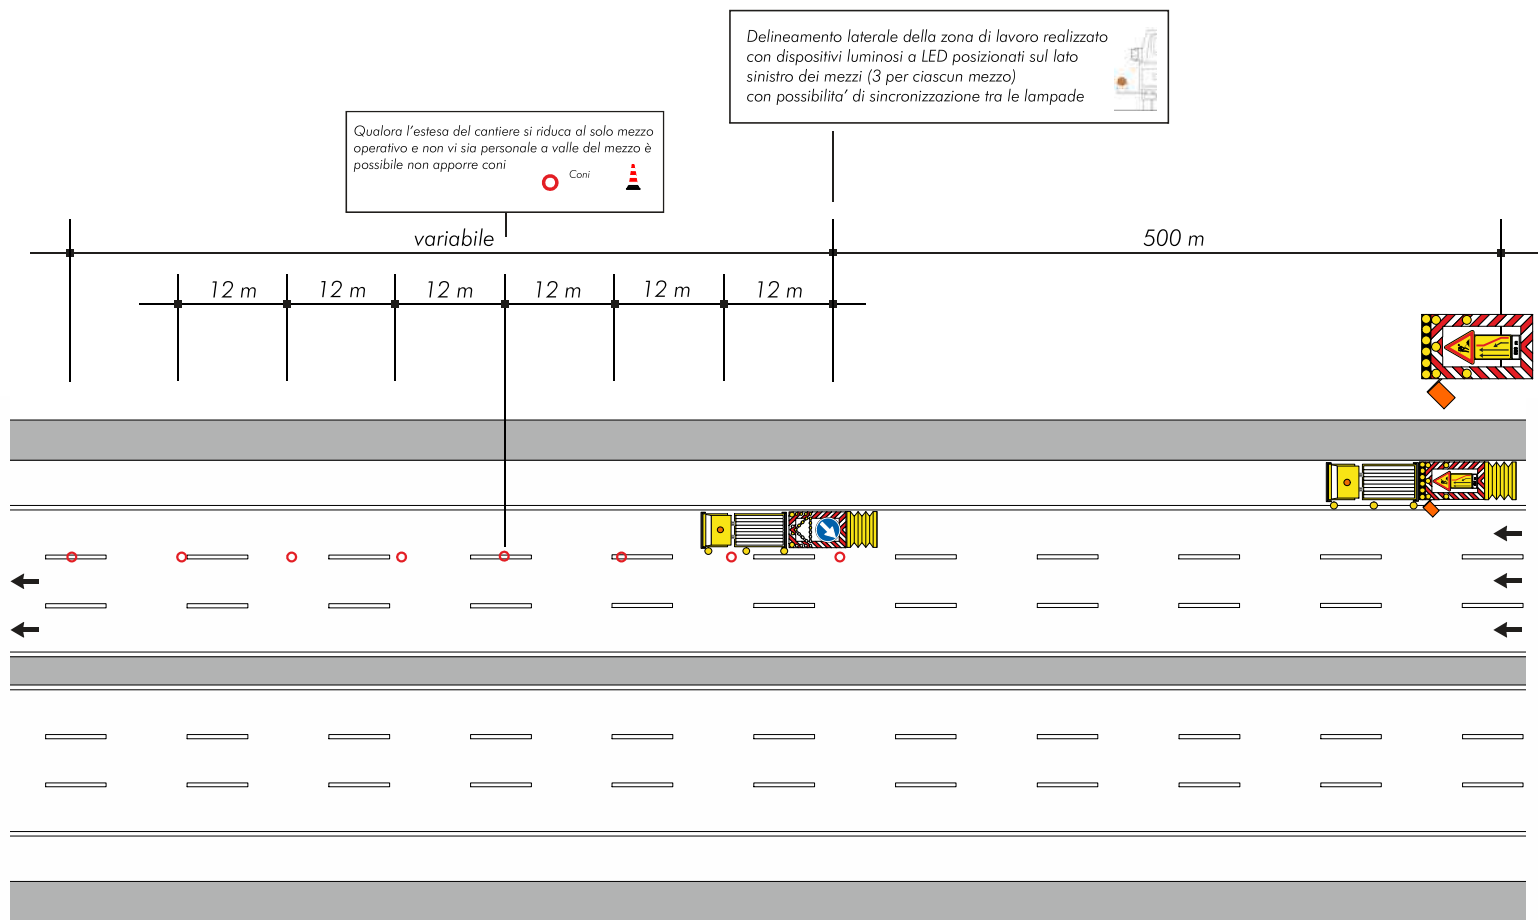 Delineamento laterale della zona di lavoro realizzato
con dispositivi luminosi a LED posizionati sul lato
sinistro dei mezzi (3 per ciascun mezzo)
con possibilita' di sincronizzazione tra le lampade
Qualora l'estesa del cantiere si riduca al solo mezzo
operativo e non vi sia personale a valle del mezzo è
possibile non apporre coni
Coni
variabile
500 m
12 m
12 m
12 m
12 m
12 m
12 m